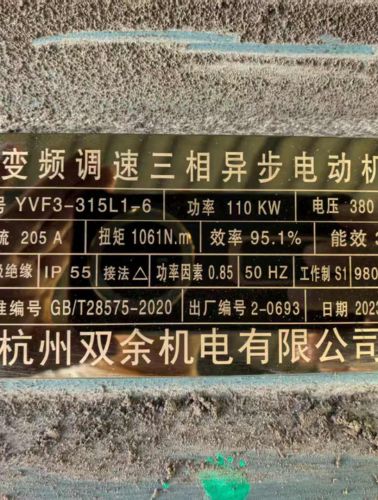 变频调速三相异步电动机
号 YVF3-315L1-6 功率 110 KW 电压 380
流 205 A 扭矩 1061N.m 效率 95.1% 能效
级绝缘 IP 55 接法 △ 功率因素 0.85 50 HZ 工作制 S1 980
准编号 GB/T28575-2020 出厂编号 2-0693 日期 2023
杭州双余机电有限公司